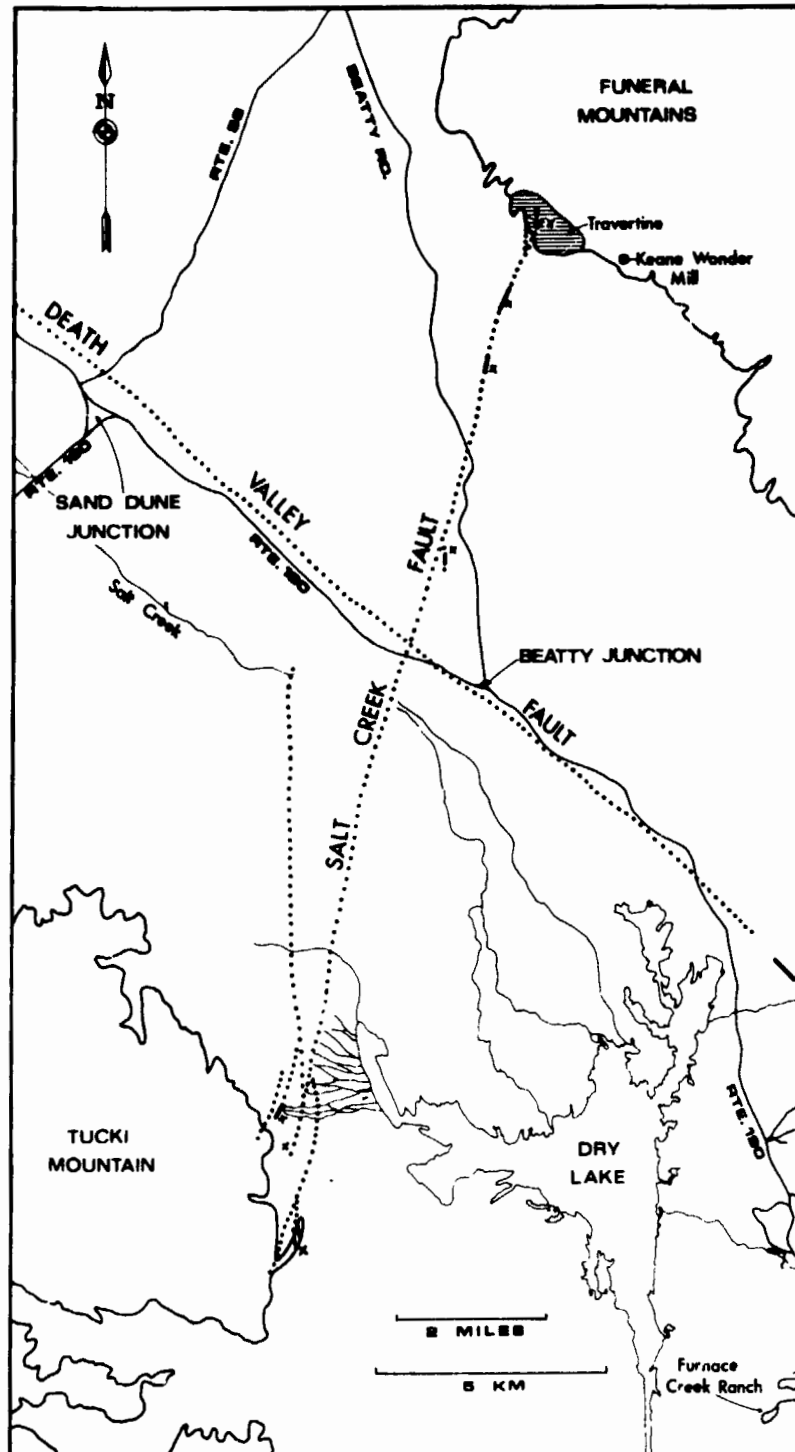 N
RTE. 58
BEATTY RD.
FUNERAL
MOUNTAINS
Travertine
Keane Wonder
Mill
DEATH
VALLEY
FAULT
RTE. 190
SAND DUNE
JUNCTION
RTE. 190
FAULT
Salt Creek
BEATTY JUNCTION
CREEK
SALT
TUCKI
MOUNTAIN
DRY
LAKE
RTE. 190
2 MILES
5 KM
Furnace
Creek Ranch